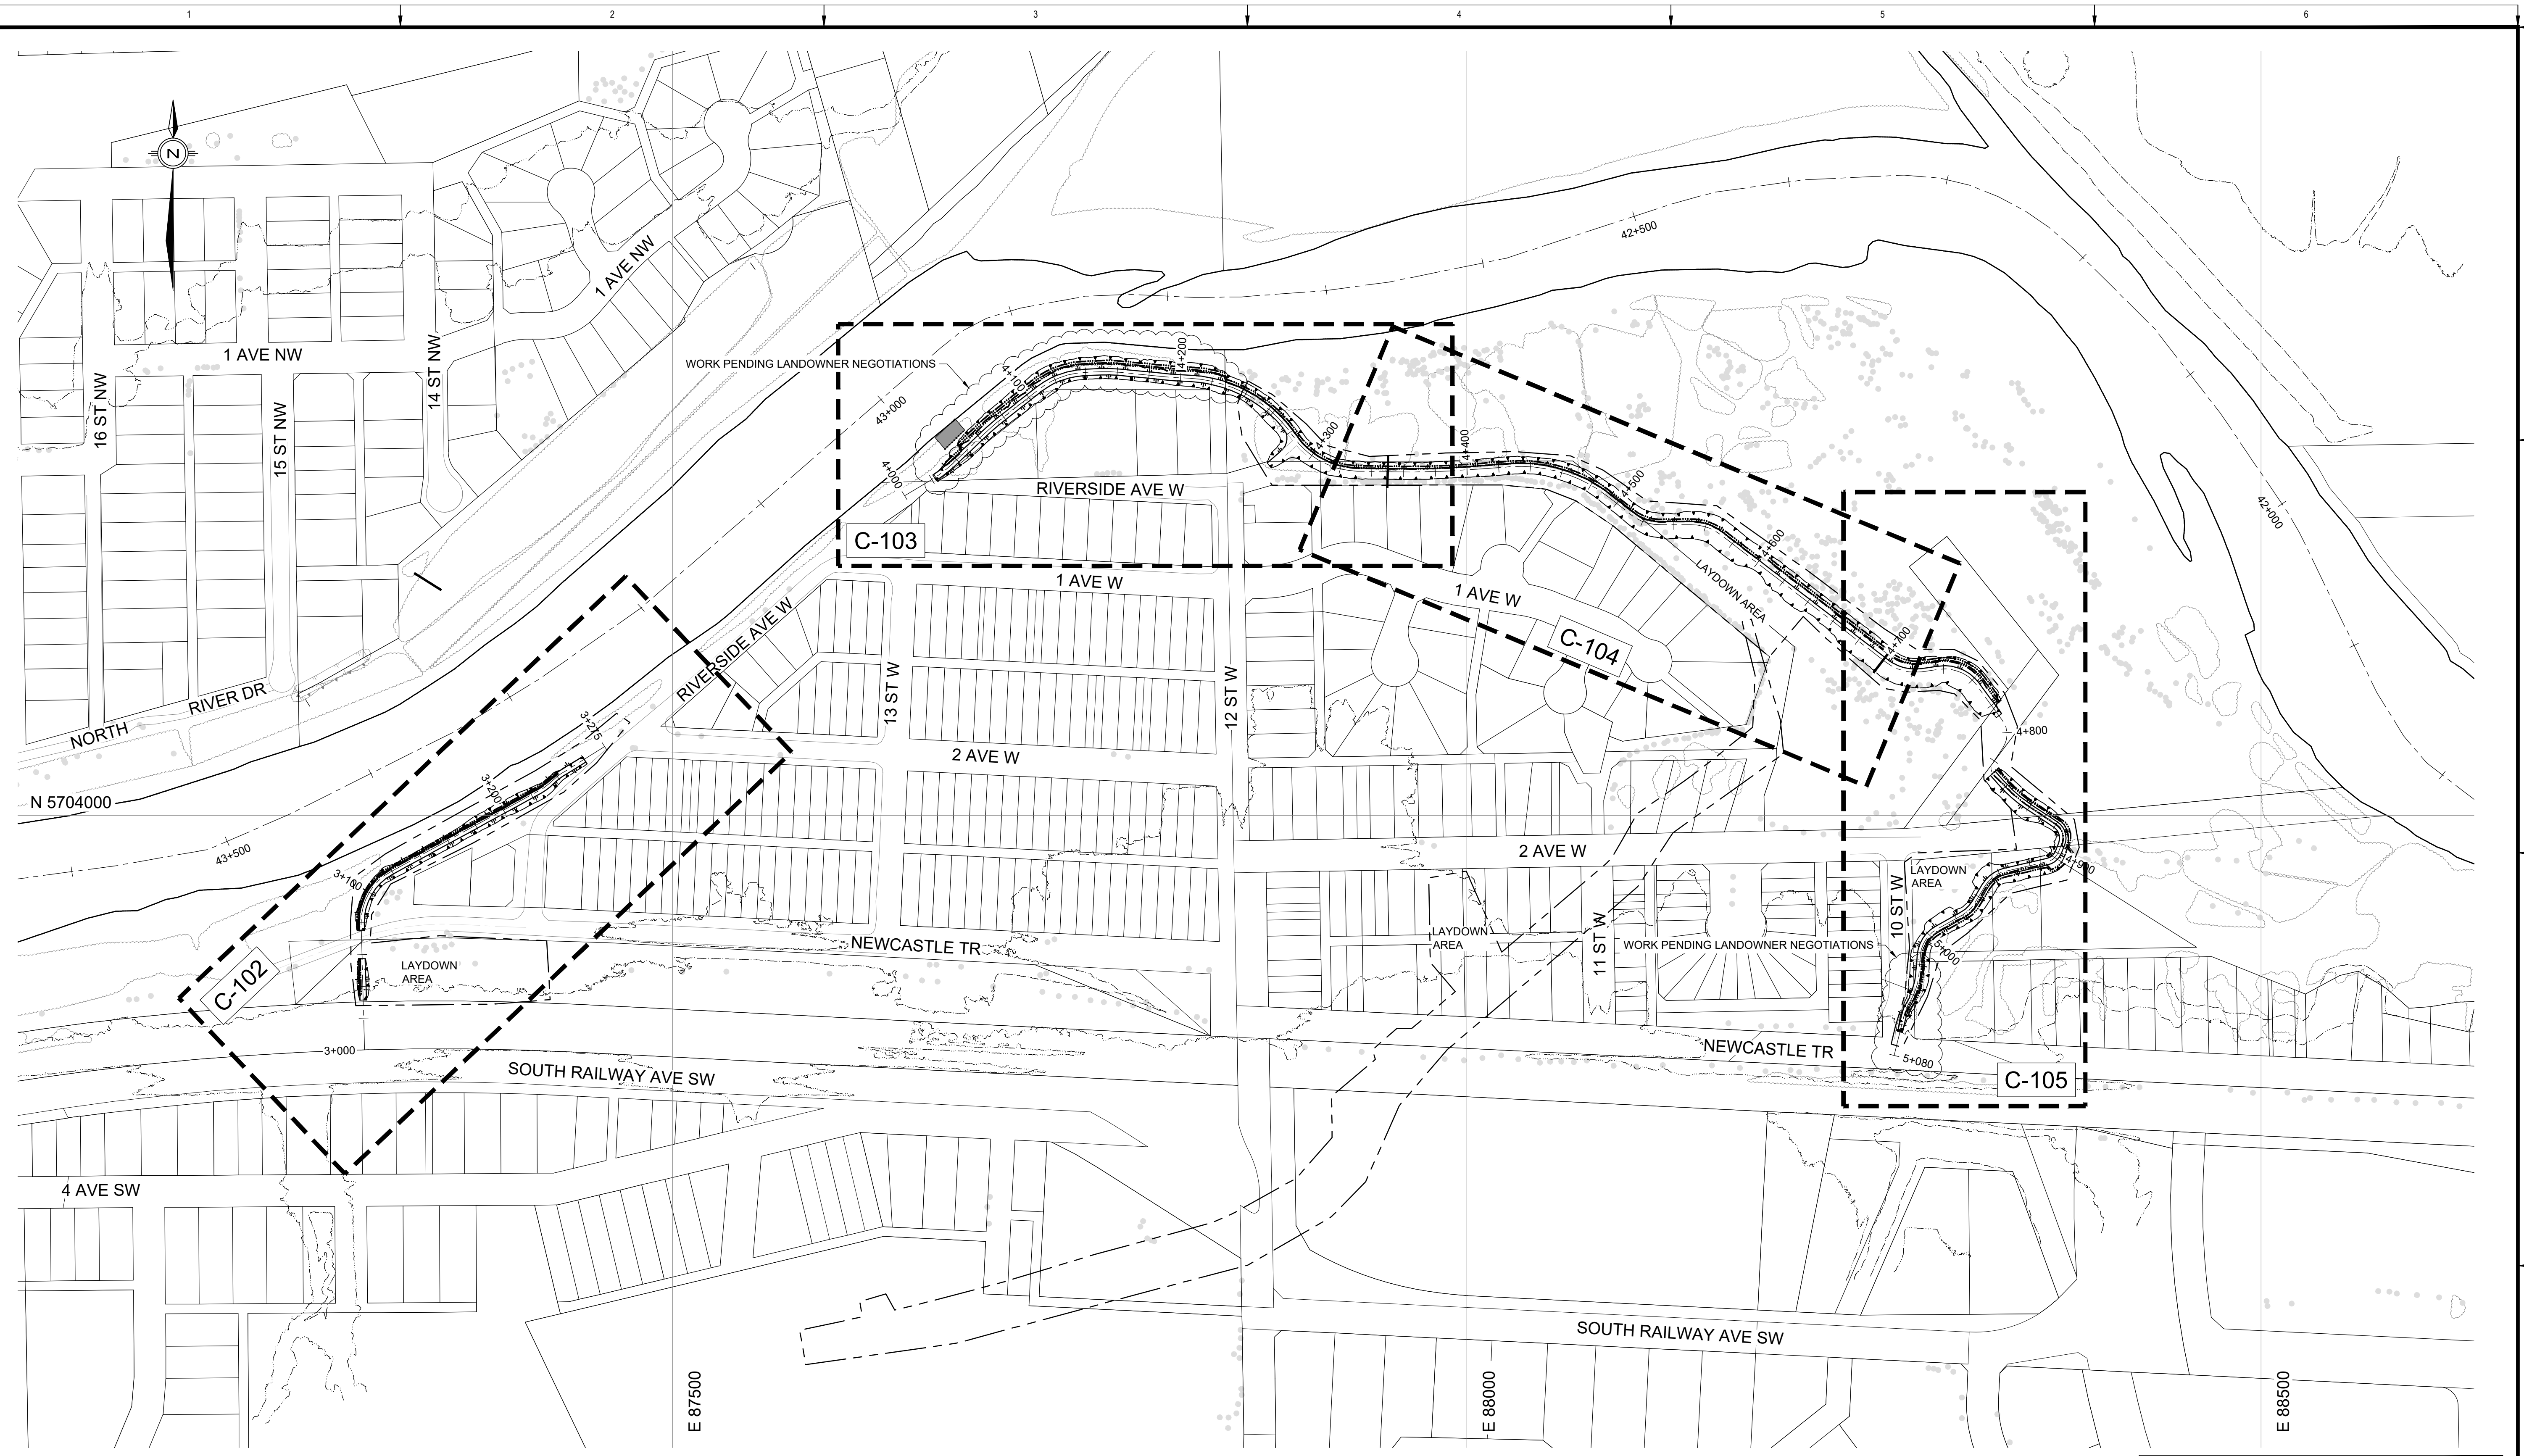 1
2
3
4
5
6
N
42+500
1 AVE NW
1 AVE NW
14 ST NW
15 ST NW
16 ST NW
WORK PENDING LANDOWNER NEGOTIATIONS
4+100
4+200
43+000
4+000
4+300
4+400
4+500
4+600
4+700
RIVERSIDE AVE W
C-103
42+000
1 AVE W
1 AVE W
LAYDOWN AREA
C-104
RIVERSIDE AVE W
13 ST W
12 ST W
NORTH
RIVER DR
3+275
4+800
2 AVE W
3+200
N 5704000
43+500
2 AVE W
3+100
4+900
LAYDOWN
AREA
10 ST W
LAYDOWN
AREA
11 ST W
WORK PENDING LANDOWNER NEGOTIATIONS
5+000
NEWCASTLE TR
LAYDOWN
AREA
C-102
3+000
NEWCASTLE TR
5+080
C-105
SOUTH RAILWAY AVE SW
4 AVE SW
SOUTH RAILWAY AVE SW
E 87500
E 88000
E 88500